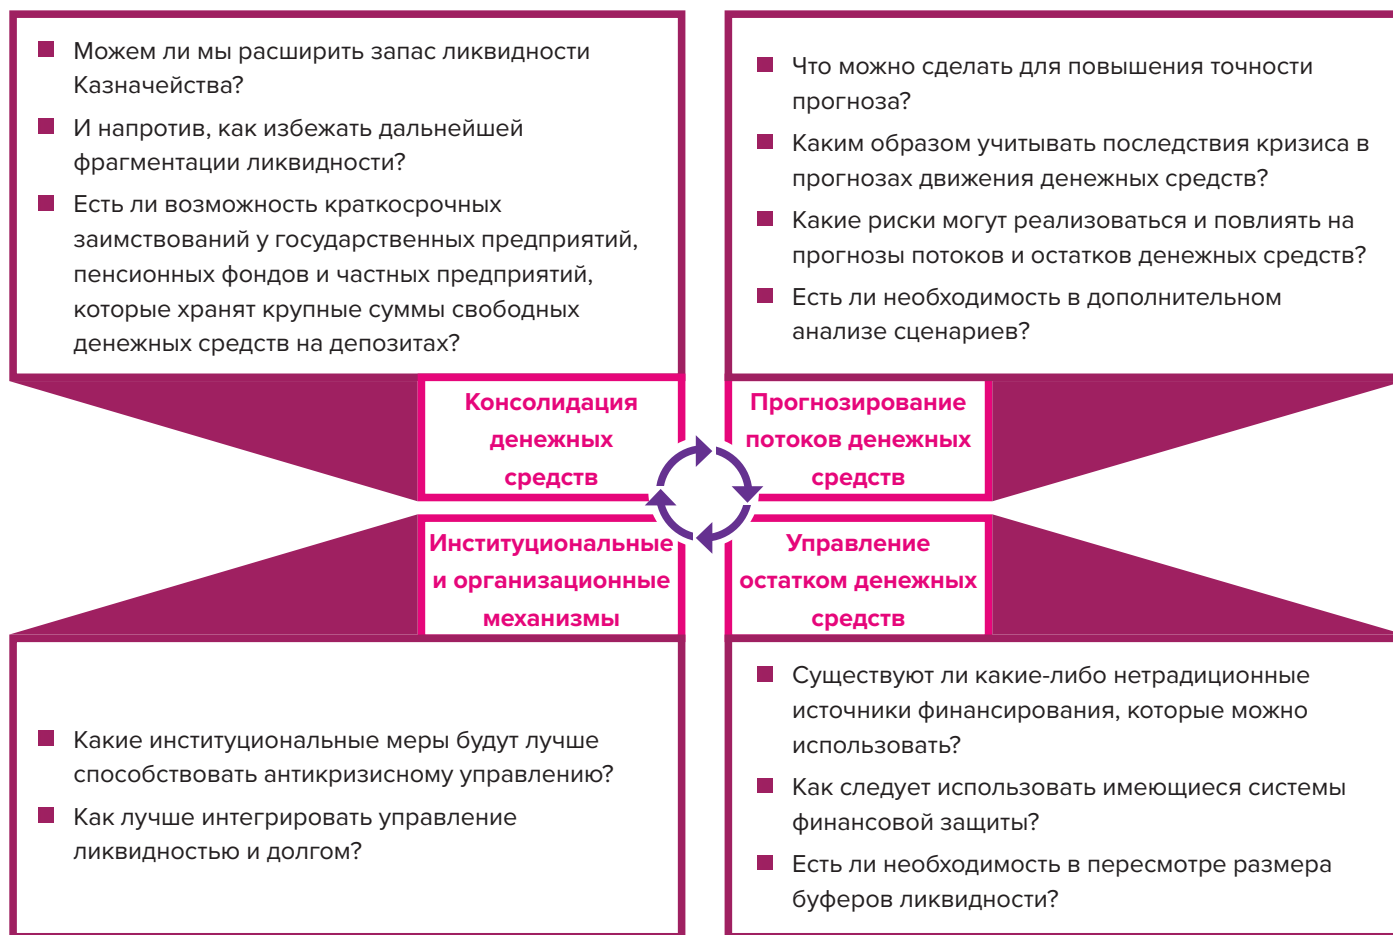 Можем ли мы расширить запас ликвидности
Казначейства?
И напротив, как избежать дальнейшей
фрагментации ликвидности?
Есть ли возможность краткосрочных
заимствований у государственных предприятий,
пенсионных фондов и частных предприятий,
которые хранят крупные суммы свободных
денежных средств на депозитах?
Что можно сделать для повышения точности
прогноза?
Каким образом учитывать последствия кризиса в
прогнозах движения денежных средств?
Какие риски могут реализоваться и повлиять на
прогнозы потоков и остатков денежных средств?
Есть ли необходимость в дополнительном
анализе сценариев?
Консолидация
денежных
средств
Прогнозирование
потоков денежных
средств
Институциональные
и организационные
механизмы
Управление
остатком денежных
средств
Какие институциональные меры будут лучше
способствовать антикризисному управлению?
Как лучше интегрировать управление
ликвидностью и долгом?
Существуют ли какие-либо нетрадиционные
источники финансирования, которые можно
использовать?
Как следует использовать имеющиеся системы
финансовой защиты?
Есть ли необходимость в пересмотре размера
буферов ликвидности?